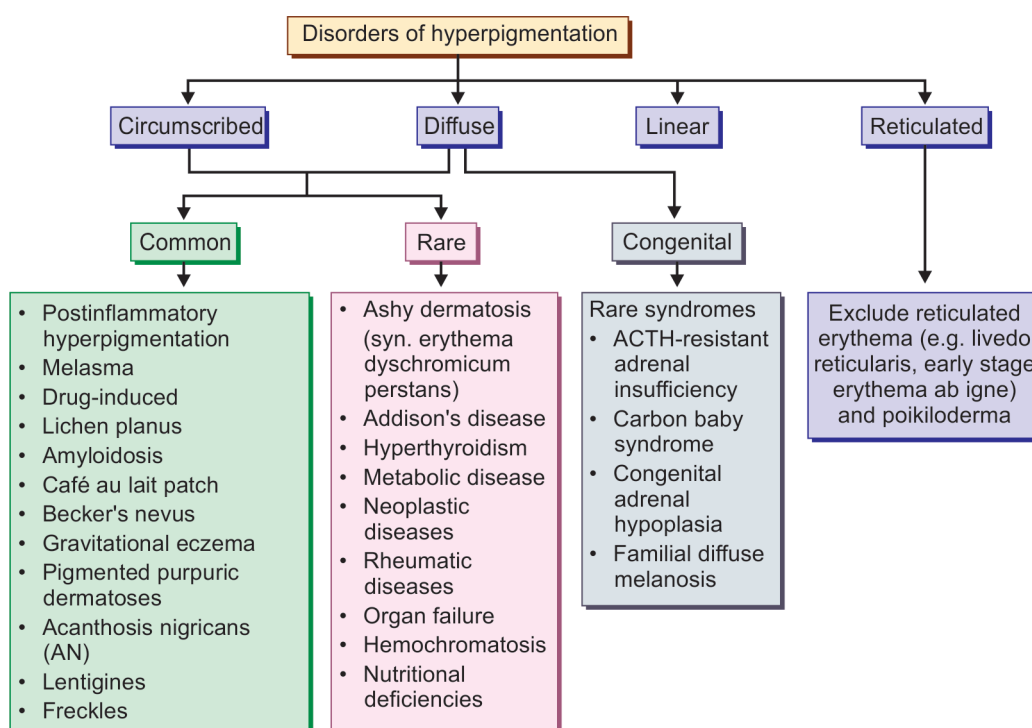 Disorders of hyperpigmentation
Circumscribed
Diffuse
Linear
Reticulated
Common
Rare
Congenital
• Postinflammatory
hyperpigmentation
• Melasma
• Drug-induced
• Lichen planus
• Amyloidosis
• Café au lait patch
• Becker's nevus
• Gravitational eczema
• Pigmented purpuric
dermatoses
• Acanthosis nigricans
(AN)
• Lentigines
• Freckles
• Ashy dermatosis
(syn. erythema
dyschromicum
perstans)
• Addison's disease
• Hyperthyroidism
• Metabolic disease
• Neoplastic
diseases
• Rheumatic
diseases
• Organ failure
• Hemochromatosis
• Nutritional
deficiencies
Rare syndromes
• ACTH-resistant
adrenal
insufficiency
• Carbon baby
syndrome
• Congenital
adrenal
hypoplasia
• Familial diffuse
melanosis
Exclude reticulated
erythema (e.g. livedo
reticularis, early stage
erythema ab igne)
and poikiloderma